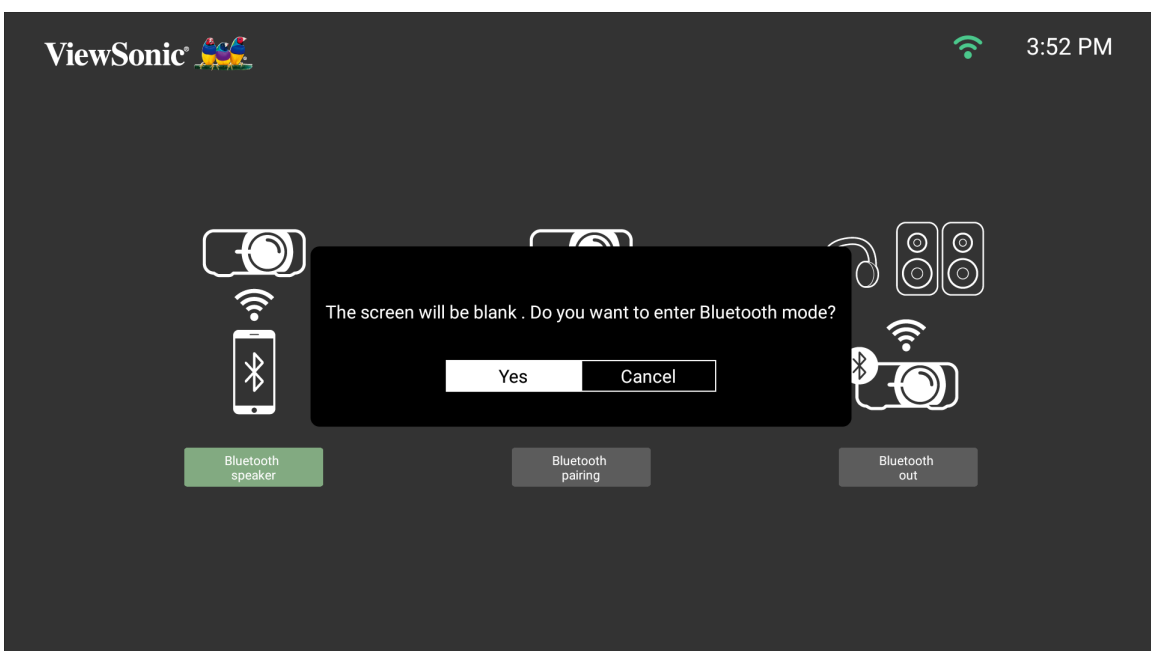 ViewSonic®
3:52 PM
The screen will be blank . Do you want to enter Bluetooth mode?
Yes
Cancel
Bluetooth
speaker
Bluetooth
pairing
Bluetooth
out